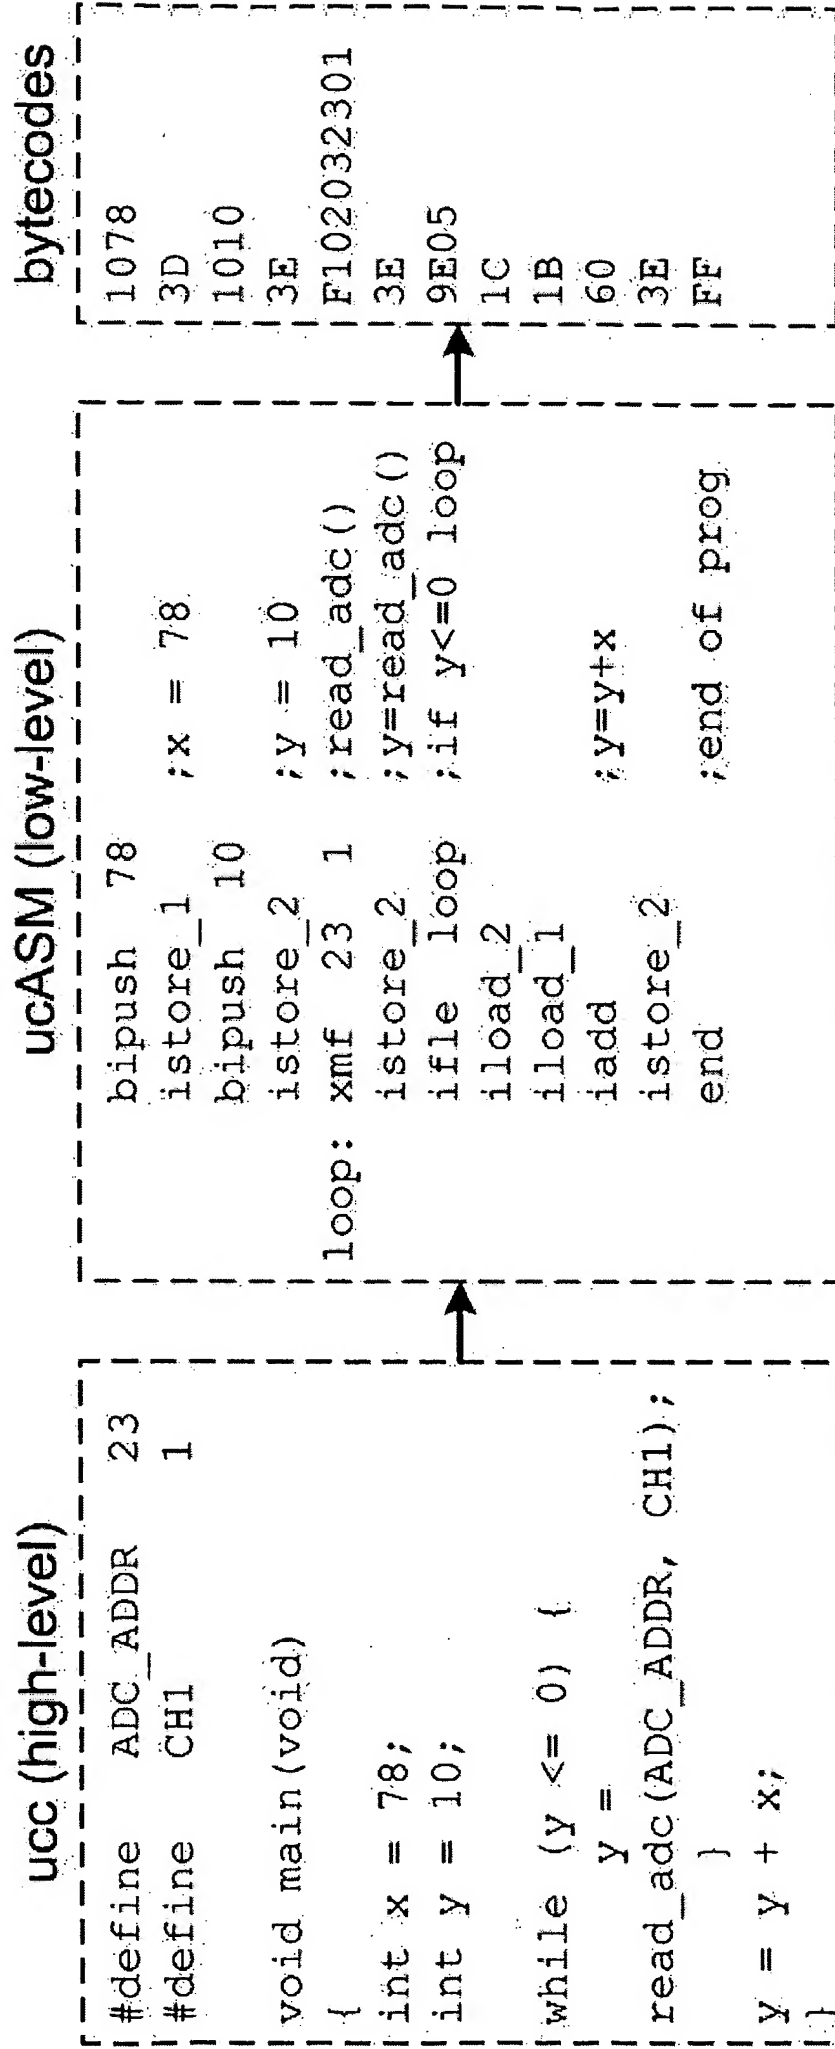 ucc (high-level)
#define ADC_ADDR 23
#define CH1 1
void main(void)
{
int x = 78;
int y = 10;
while (y <= 0) {
y =
read_adc(ADC_ADDR, CH1);
}
y = y + x;
}
ucASM (low-level)
bipush 78
istore_1 ;x = 78
bipush 10
istore_2 ;y = 10
loop: xmf 23 1 ;read_adc()
istore_2 ;y=read_adc()
ifle loop ;if y<=0 loop
iload_2
iload_1
iadd ;y=y+x
istore_2
end ;end of prog
bytecodes
1078
3D
1010
3E
F102032301
3E
9E05
1C
1B
60
3E
FF